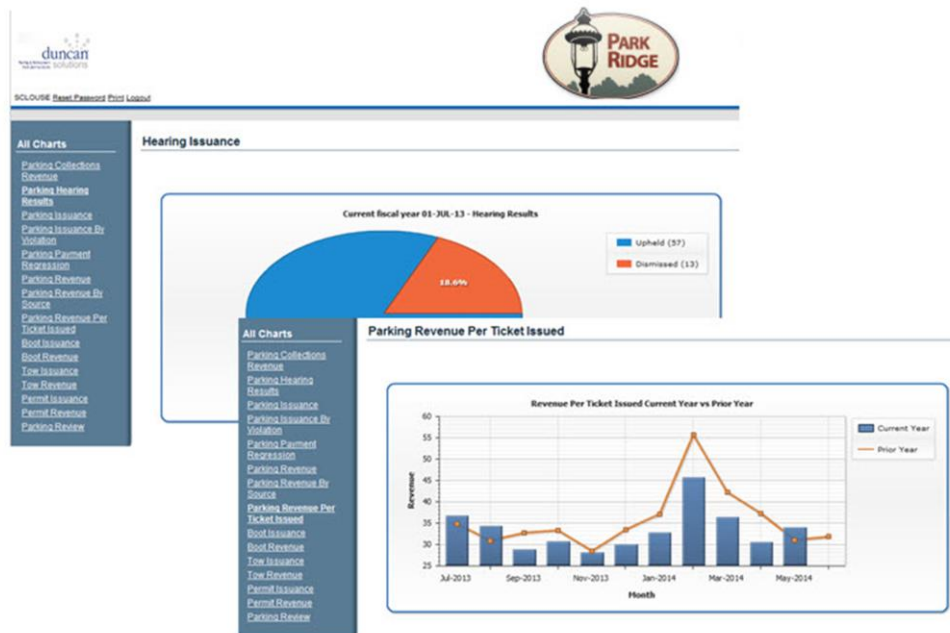 duncan
solutions
PARK
RIDGE
SCLOUSE Reset Password Print Logout
All Charts
Parking Collections
Revenue
Parking Hearing
Results
Parking Issuance
Parking Issuance By
Violation
Parking Payment
Regression
Parking Revenue
Parking Revenue By
Source
Parking Revenue Per
Ticket Issued
Boot Issuance
Boot Revenue
Tow Issuance
Tow Revenue
Permit Issuance
Permit Revenue
Parking Review
Hearing Issuance
Current fiscal year 01-JUL-13 - Hearing Results
18.6%
Upheld (57)
Dismissed (13)
All Charts
Parking Collections
Revenue
Parking Hearing
Results
Parking Issuance
Parking Issuance By
Violation
Parking Payment
Regression
Parking Revenue
Parking Revenue By
Source
Parking Revenue Per
Ticket Issued
Boot Issuance
Boot Revenue
Tow Issuance
Tow Revenue
Permit Issuance
Permit Revenue
Parking Review
Parking Revenue Per Ticket Issued
Revenue Per Ticket Issued Current Year vs Prior Year
60
55
50
45
40
35
30
25
Revenue
Jul-2013 Sep-2013 Nov-2013 Jan-2014 Mar-2014 May-2014
Month
Current Year
Prior Year